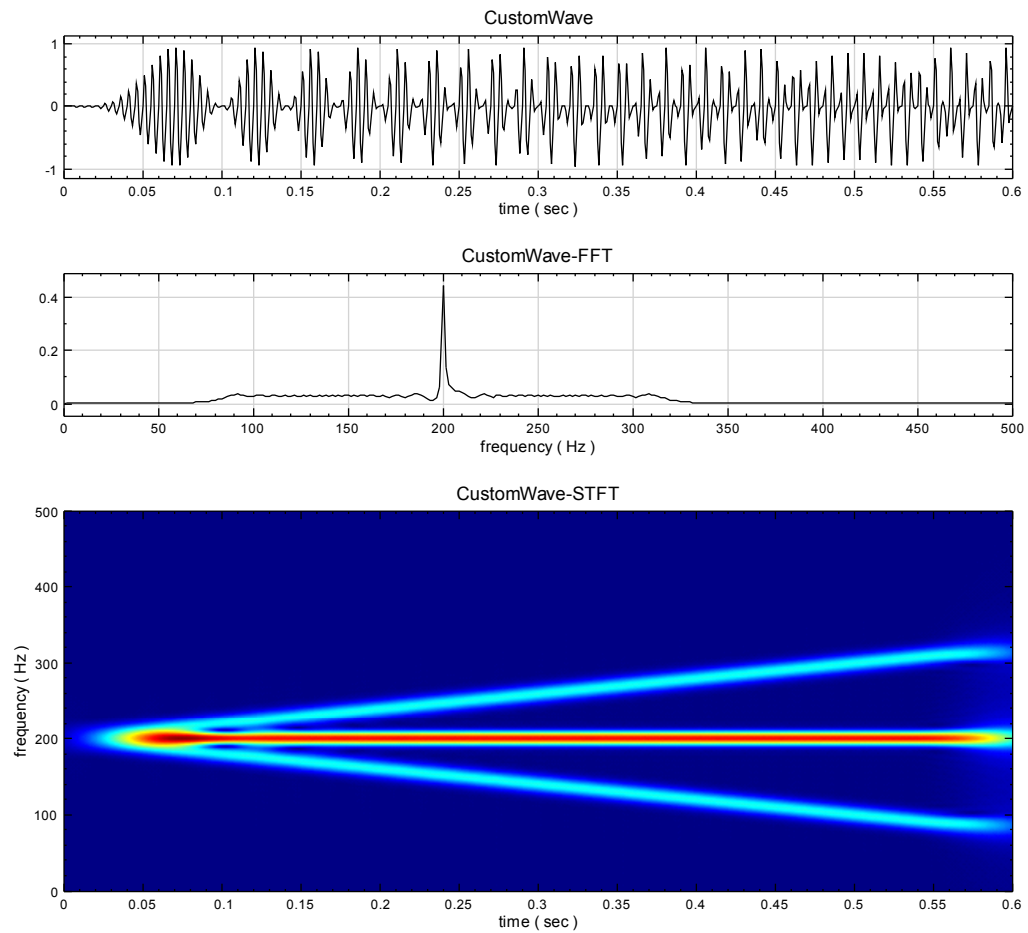 CustomWave
1
0
-1
0 0.05 0.1 0.15 0.2 0.25 0.3 0.35 0.4 0.45 0.5 0.55 0.6
time ( sec )
CustomWave-FFT
0.4
0.2
0
0 50 100 150 200 250 300 350 400 450 500
frequency ( Hz )
CustomWave-STFT
500
400
300
200
100
0
frequency ( Hz )
0 0.05 0.1 0.15 0.2 0.25 0.3 0.35 0.4 0.45 0.5 0.55 0.6
time ( sec )